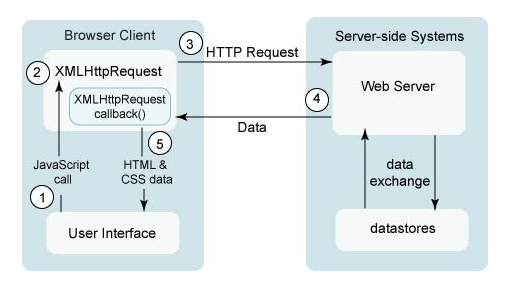 Browser Client
Server-side Systems
3
HTTP Request
2
XMLHttpRequest
Web Server
XMLHttpRequest
callback()
4
Data
5
JavaScript
call
HTML &
CSS data
data
exchange
1
User Interface
datastores